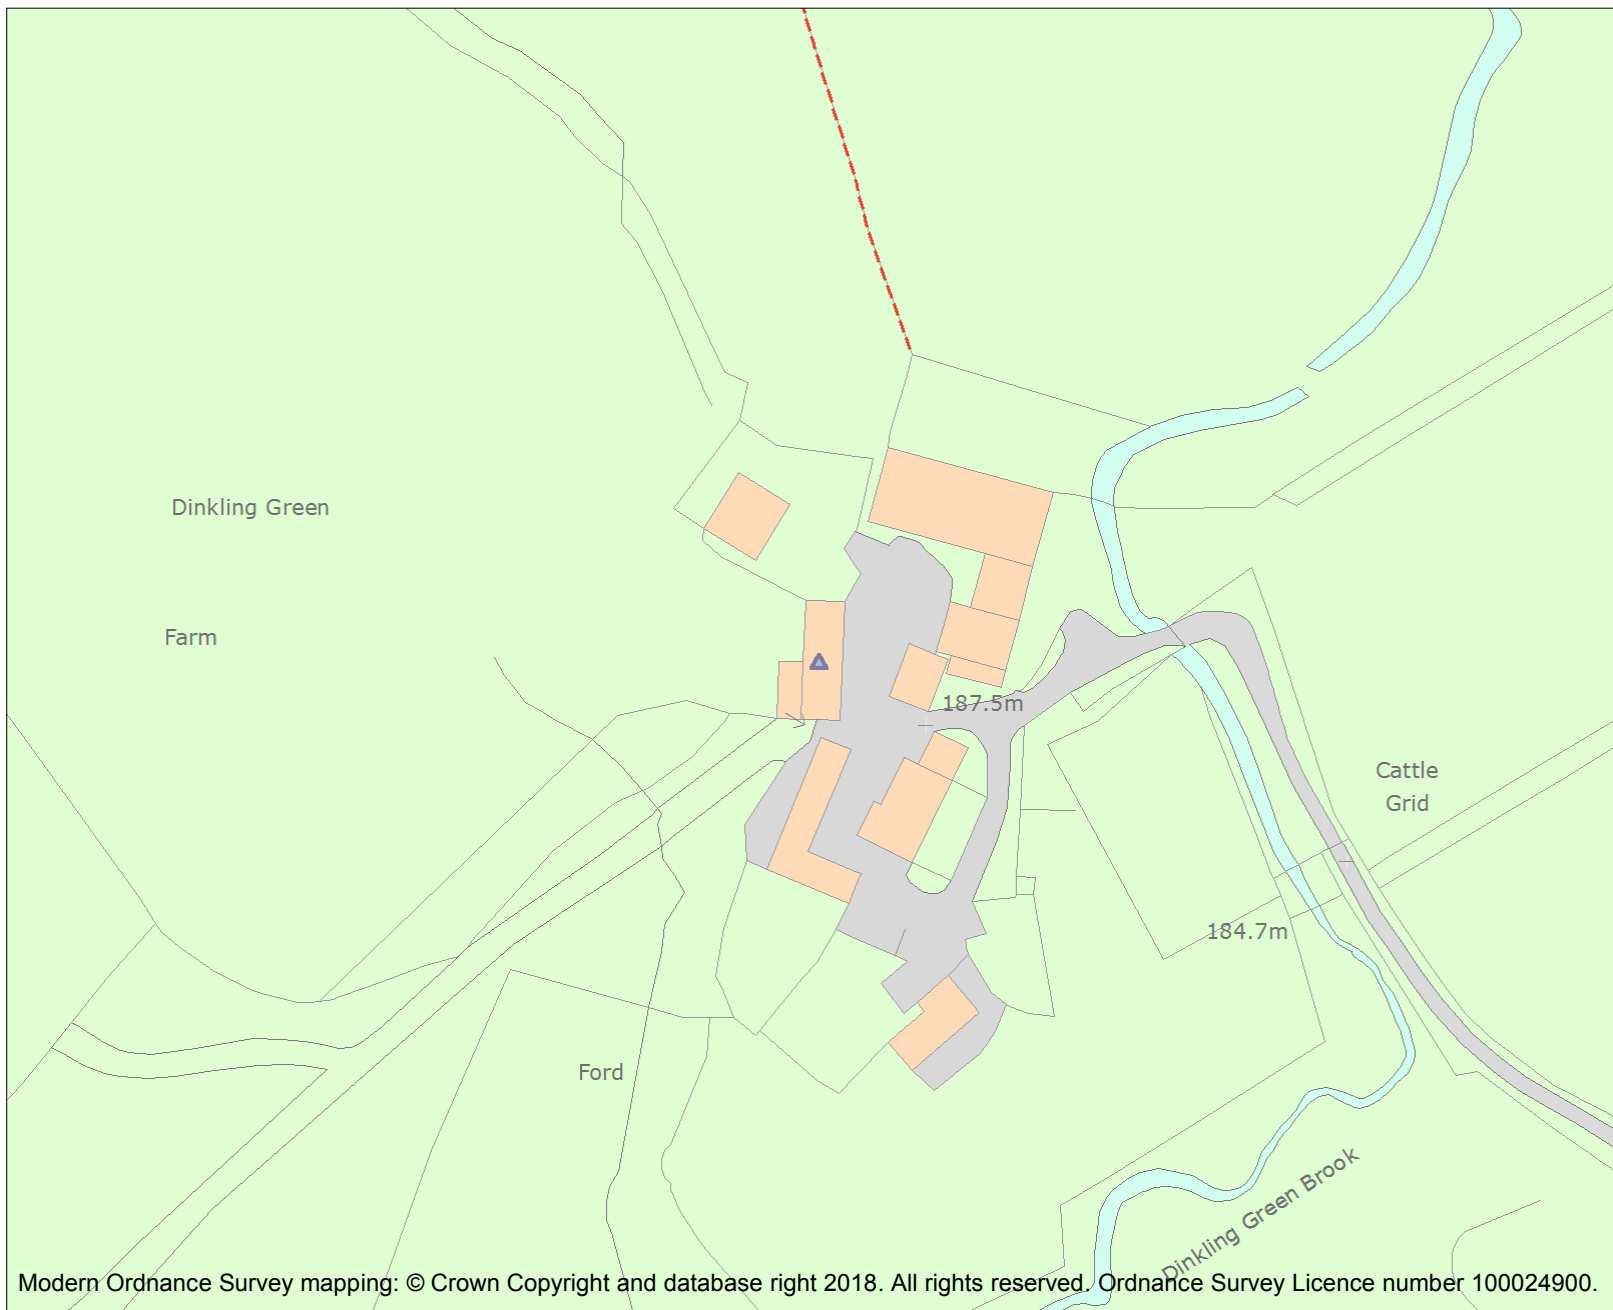 Dinkling Green
Farm
187.5m
Cattle
Grid
184.7m
Ford
Dinkling Green Brook
Modern Ordnance Survey mapping: © Crown Copyright and database right 2018. All rights reserved. Ordnance Survey Licence number 100024900.